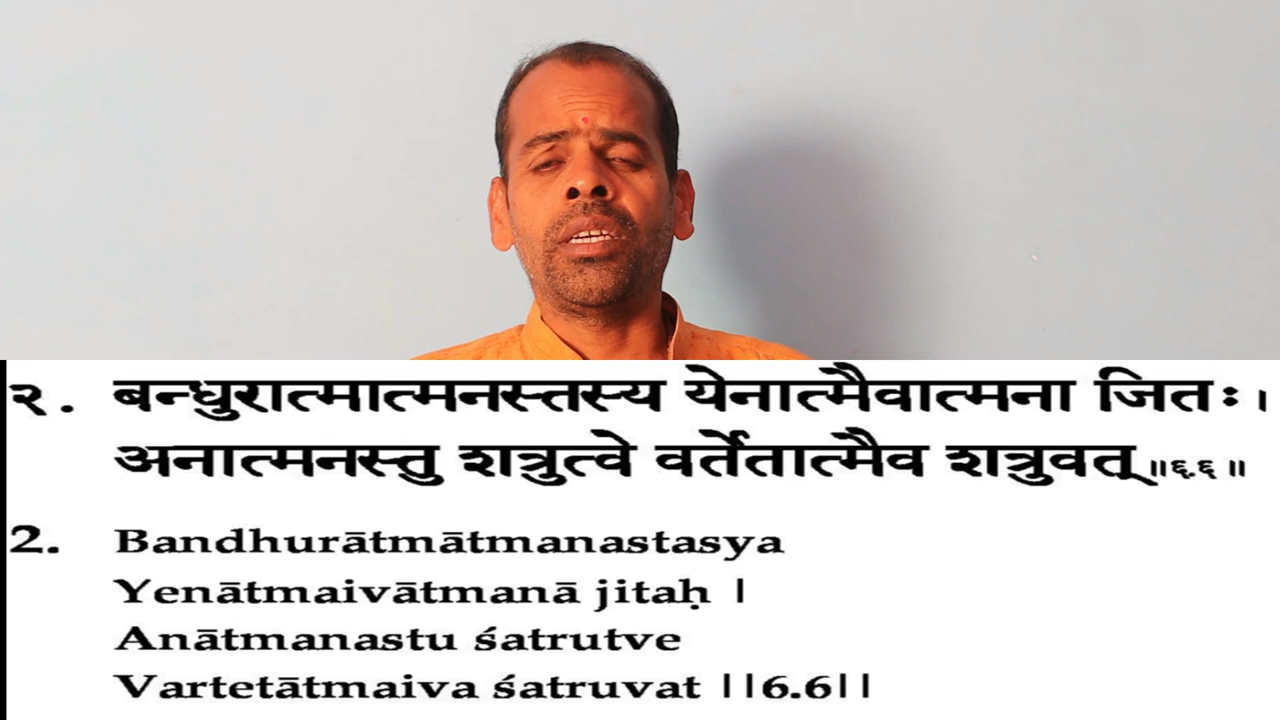 २. बन्धुरात्मात्मनस्तस्य येनात्मैवात्मना जितः।
अनात्मनस्तु शत्रुत्वे वर्तेतात्मैव शत्रुवत्॥६.६॥
2. Bandhurātmātmanastasya
Yenātmaivātmanā jitaḥ |
Anātmanastu śatrutve
Vartetātmaiva śatruvat ||6.6||